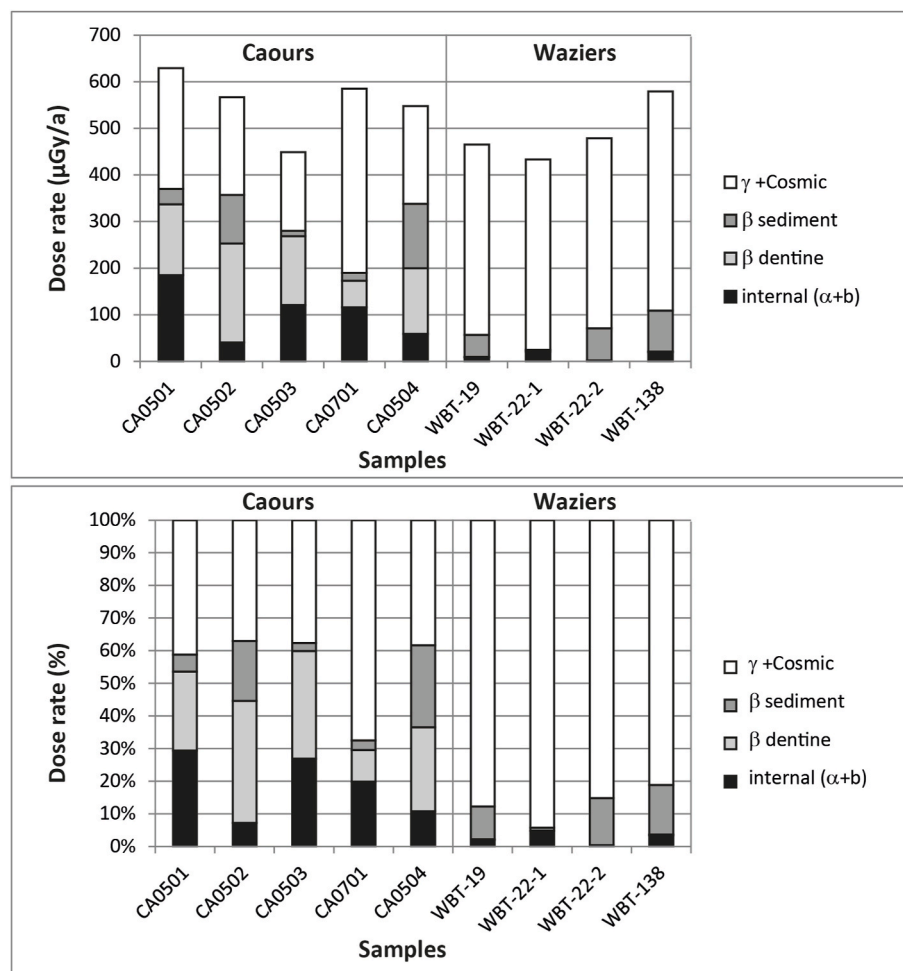 700
600
500
400
300
200
100
0
Dose rate (µGy/a)
Caours
Waziers
γ +Cosmic
β sediment
β dentine
internal (α+b)
CA0501
CA0502
CA0503
CA0701
CA0504
WBT-19
WBT-22-1
WBT-22-2
WBT-138
Samples
Caours
Waziers
100%
90%
80%
70%
60%
50%
40%
30%
20%
10%
0%
Dose rate (%)
γ +Cosmic
β sediment
β dentine
internal (α+b)
CA0501
CA0502
CA0503
CA0701
CA0504
WBT-19
WBT-22-1
WBT-22-2
WBT-138
Samples